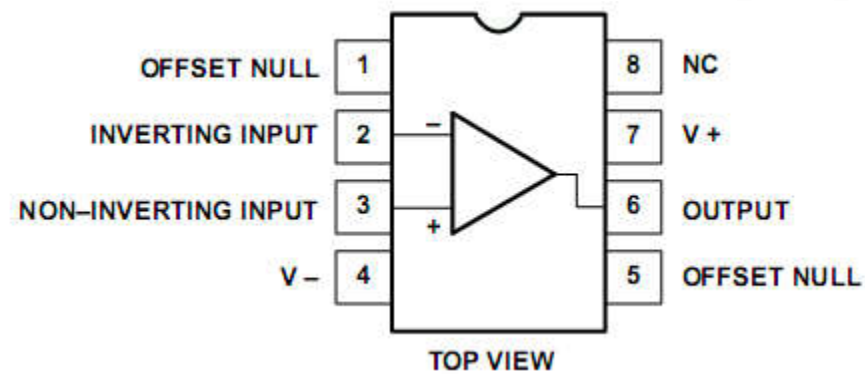 OFFSET NULL 1 8 NC
INVERTING INPUT 2 – 7 V +
NON–INVERTING INPUT 3 + 6 OUTPUT
V – 4 5 OFFSET NULL
TOP VIEW